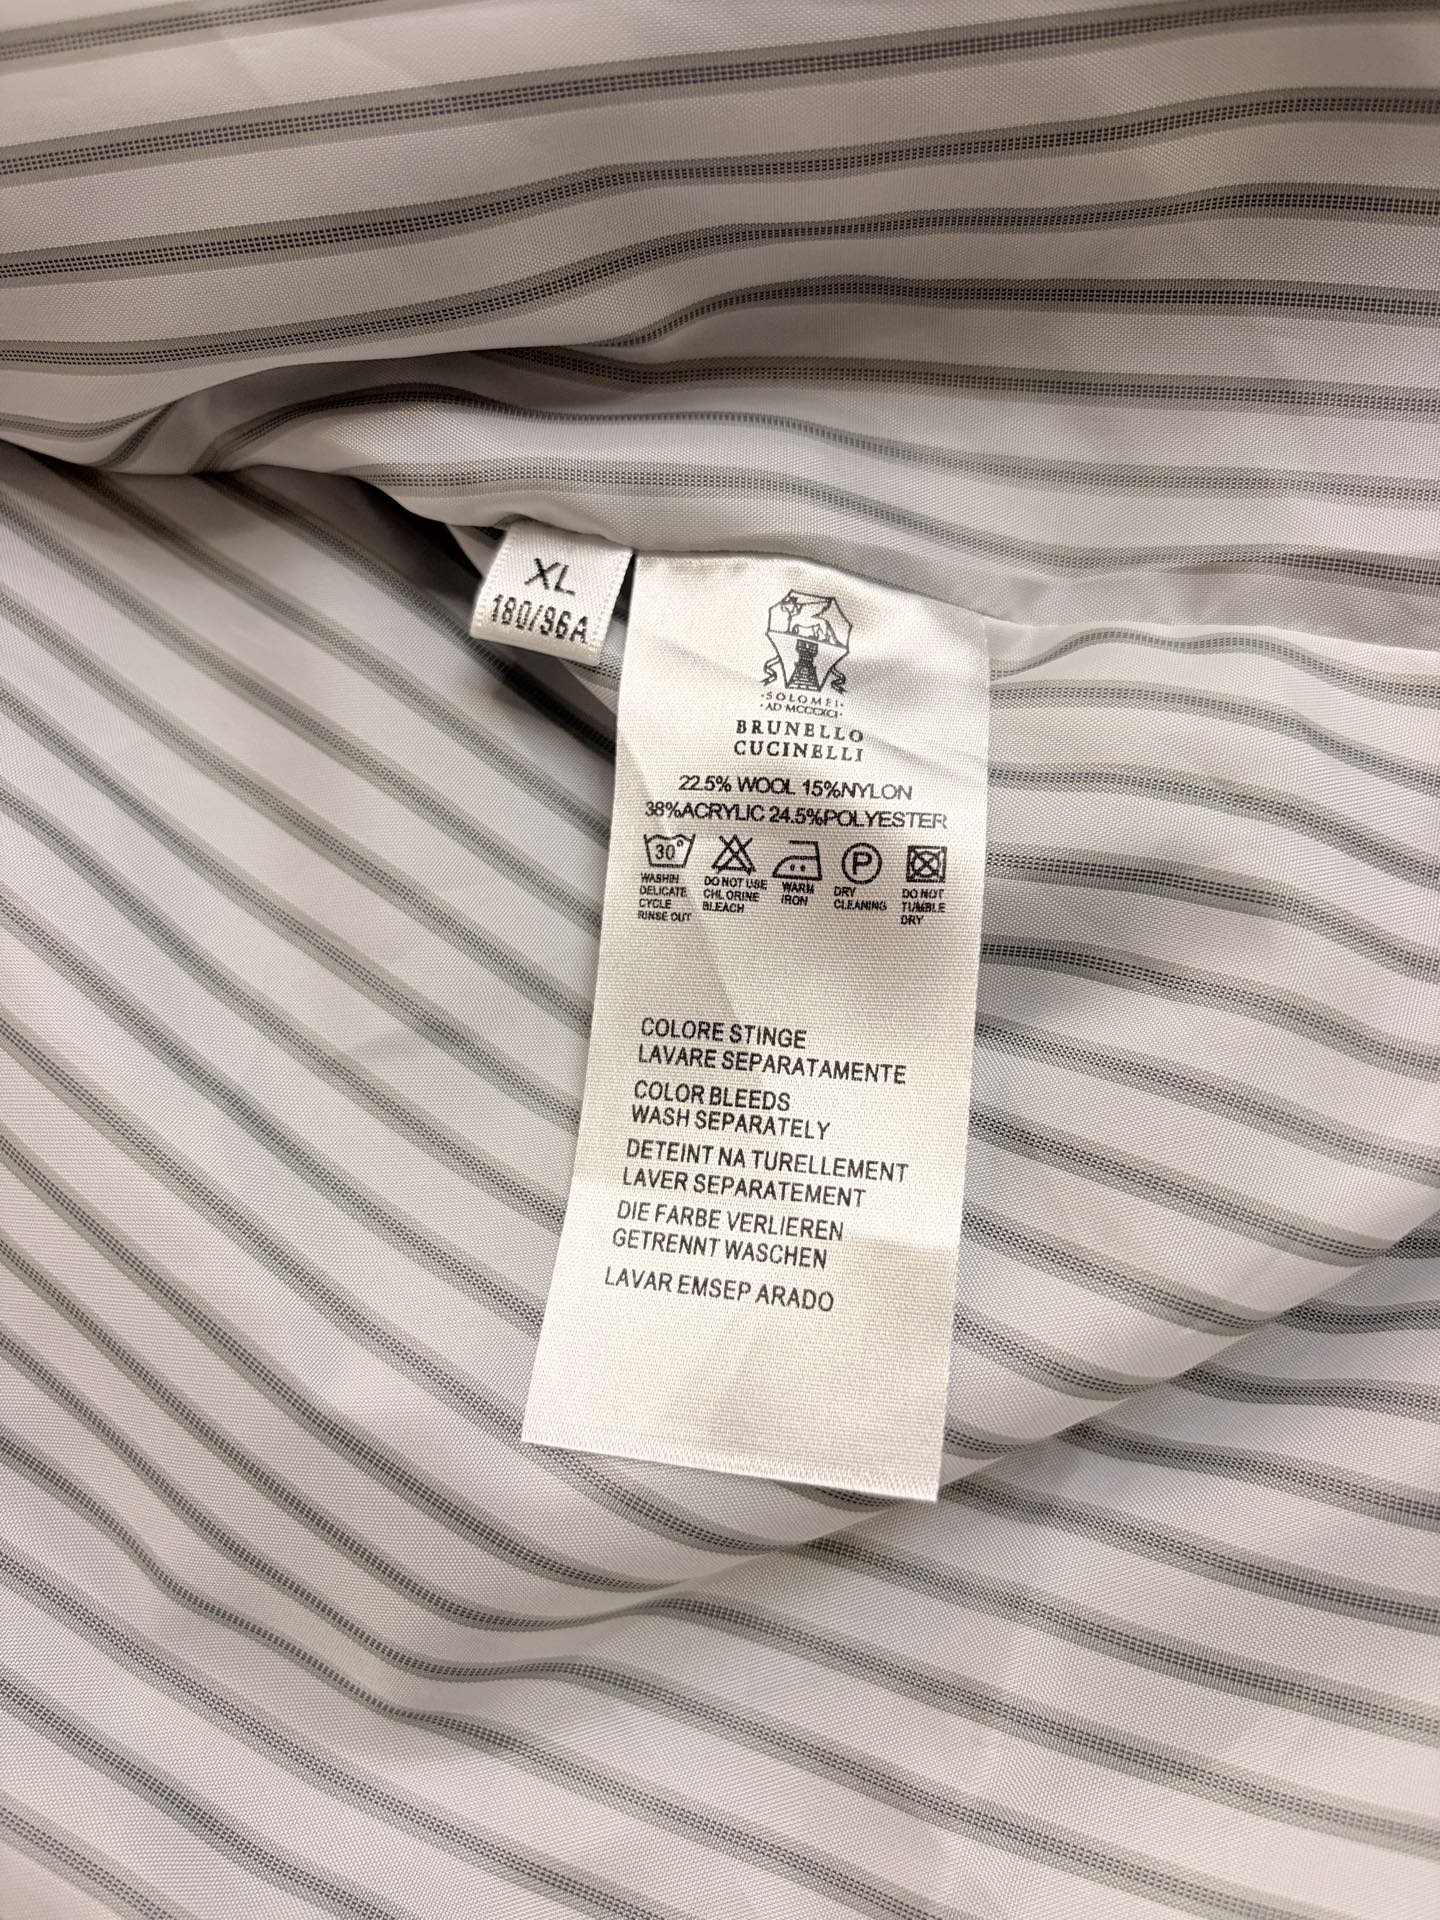 XL
180/96A
·SOLOMEI·
·AD MCCCXCI·
BRUNELLO
CUCINELLI
22.5% WOOL 15%NYLON
38%ACRYLIC 24.5%POLYESTER
30°
P
WASHIN
DELICATE
CYCLE
RINSE OUT
DO NOT USE
CHLORINE
BLEACH
WARM
IRON
DRY
CLEANING
DO NOT
TUMBLE
DRY
COLORE STINGE
LAVARE SEPARATAMENTE
COLOR BLEEDS
WASH SEPARATELY
DETEINT NA TURELLEMENT
LAVER SEPARATEMENT
DIE FARBE VERLIEREN
GETRENNT WASCHEN
LAVAR EMSEP ARADO